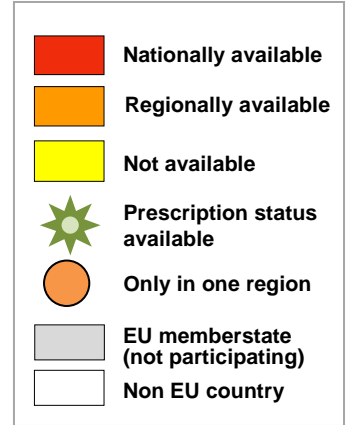 Nationally available
Regionally available
Not available
Prescription status
available
Only in one region
EU memberstate
(not participating)
Non EU country